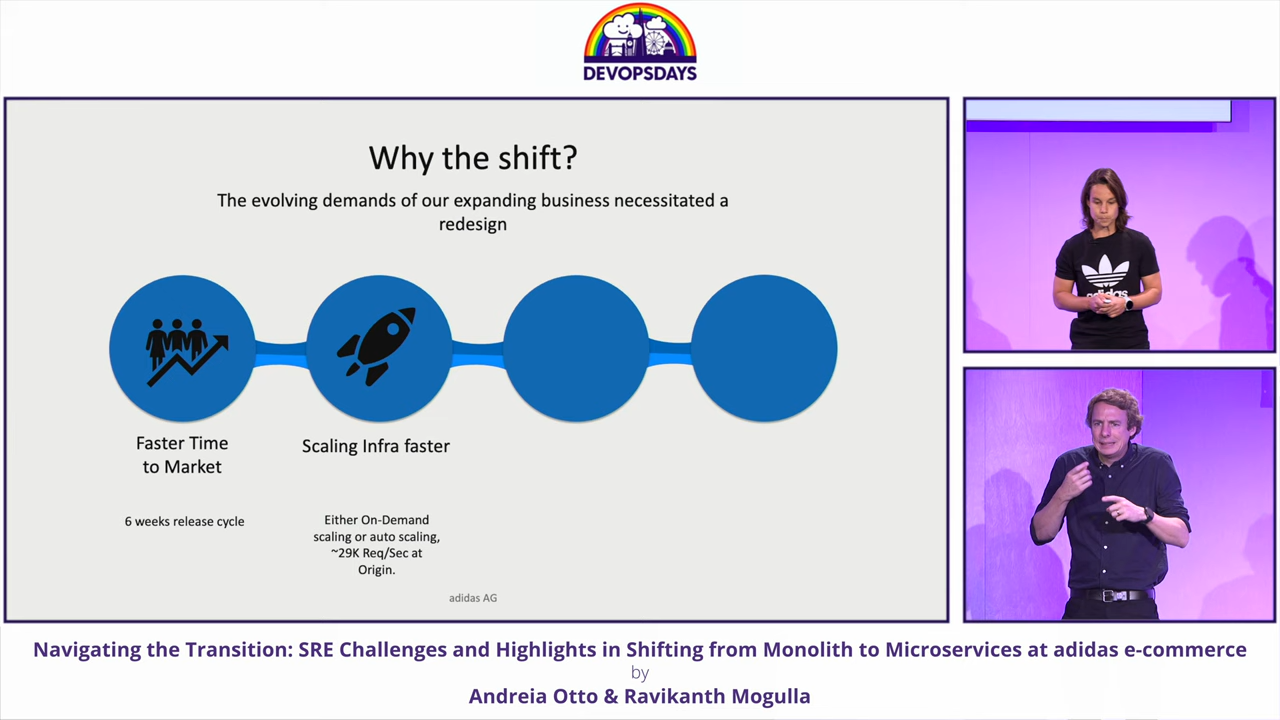 DEVOPSDAYS
Why the shift?
The evolving demands of our expanding business necessitated a
redesign
Faster Time
to Market
Scaling Infra faster
6 weeks release cycle
Either On-Demand
scaling or auto scaling,
~29K Req/Sec at
Origin.
adidas AG
adidas
Navigating the Transition: SRE Challenges and Highlights in Shifting from Monolith to Microservices at adidas e-commerce
by
Andreia Otto & Ravikanth Mogulla